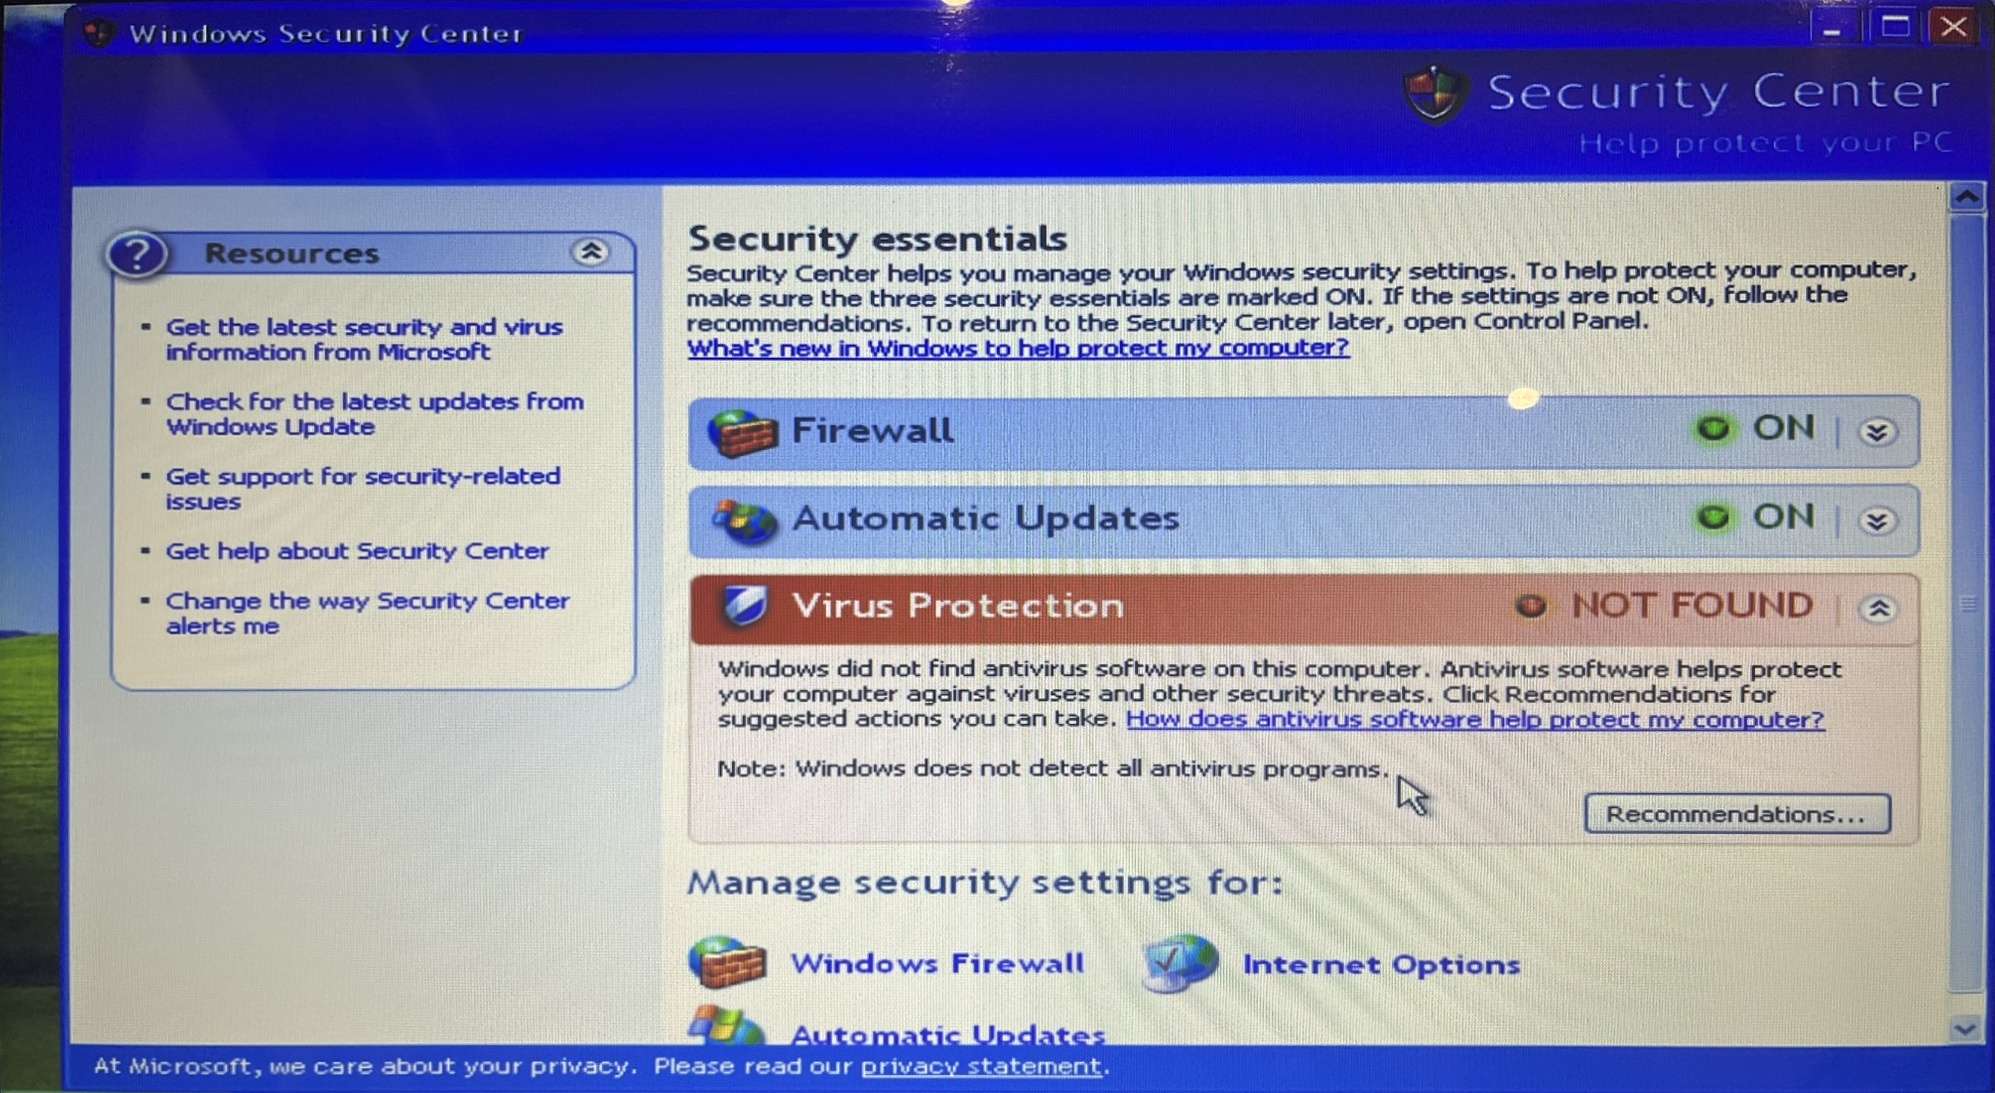 Windows Security Center
Security Center
Help protect your PC
Resources
Get the latest security and virus
information from Microsoft
Check for the latest updates from
Windows Update
Get support for security-related
issues
Get help about Security Center
Change the way Security Center
alerts me
Security essentials
Security Center helps you manage your Windows security settings. To help protect your computer,
make sure the three security essentials are marked ON. If the settings are not ON, follow the
recommendations. To return to the Security Center later, open Control Panel.
What's new in Windows to help protect my computer?
Firewall ON
Automatic Updates ON
Virus Protection NOT FOUND
Windows did not find antivirus software on this computer. Antivirus software helps protect
your computer against viruses and other security threats. Click Recommendations for
suggested actions you can take. How does antivirus software help protect my computer?
Note: Windows does not detect all antivirus programs.
Recommendations...
Manage security settings for:
Windows Firewall Internet Options
Automatic Updates
At Microsoft, we care about your privacy. Please read our privacy statement.